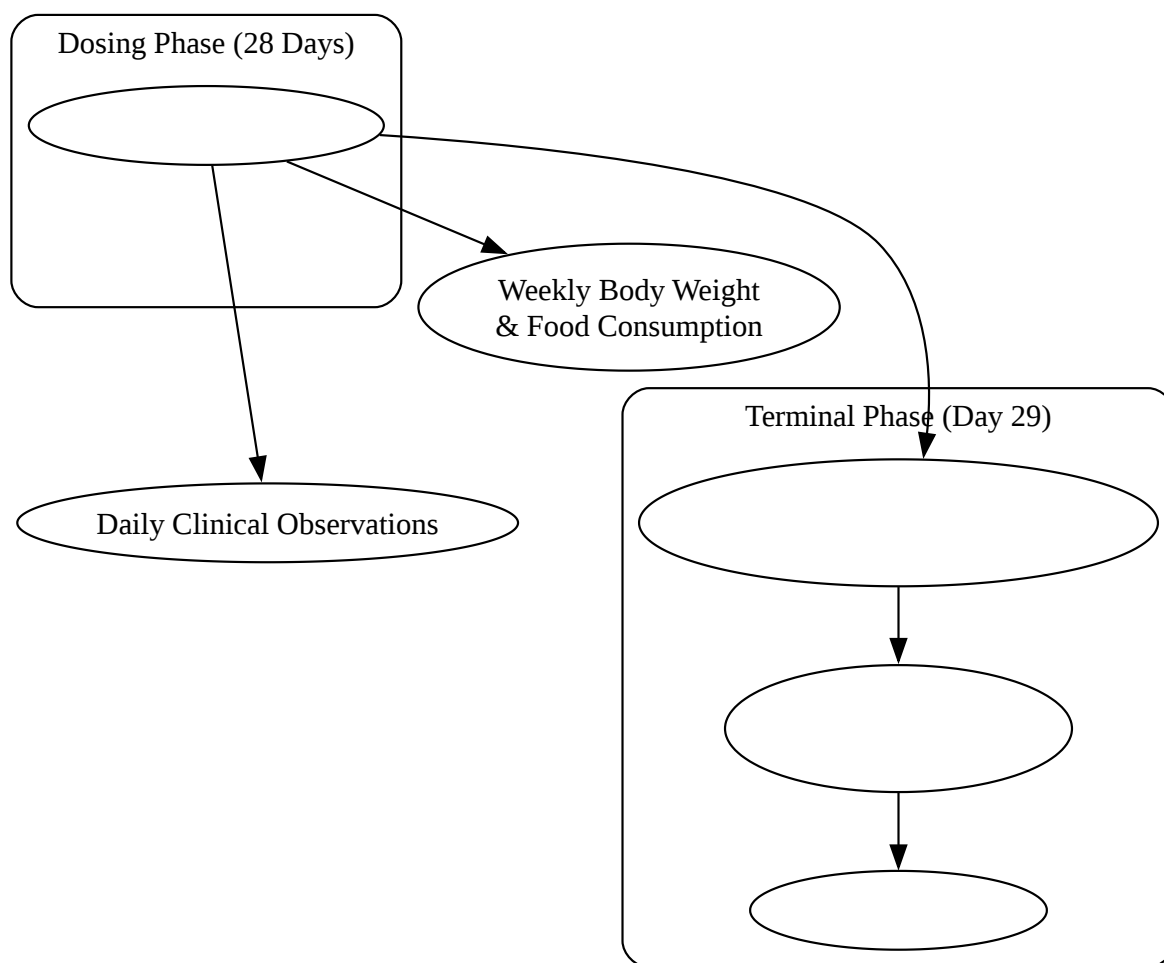 Dosing Phase (28 Days)
Weekly Body Weight
& Food Consumption
Terminal Phase (Day 29)
Daily Clinical Observations